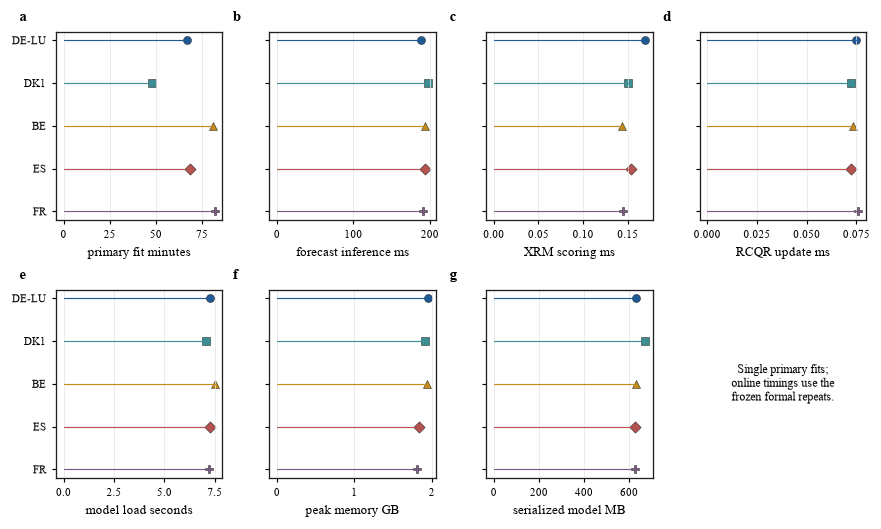 a
b
c
d
DE-LU
DK1
BE
ES
FR
0 25 50 75
0 100 200
0.00 0.05 0.10 0.15
0.000 0.025 0.050 0.075
primary fit minutes
forecast inference ms
XRM scoring ms
RCQR update ms
e
f
g
DE-LU
DK1
BE
ES
FR
Single primary fits;
online timings use the
frozen formal repeats.
0.0 2.5 5.0 7.5
0 1 2
0 200 400 600
model load seconds
peak memory GB
serialized model MB